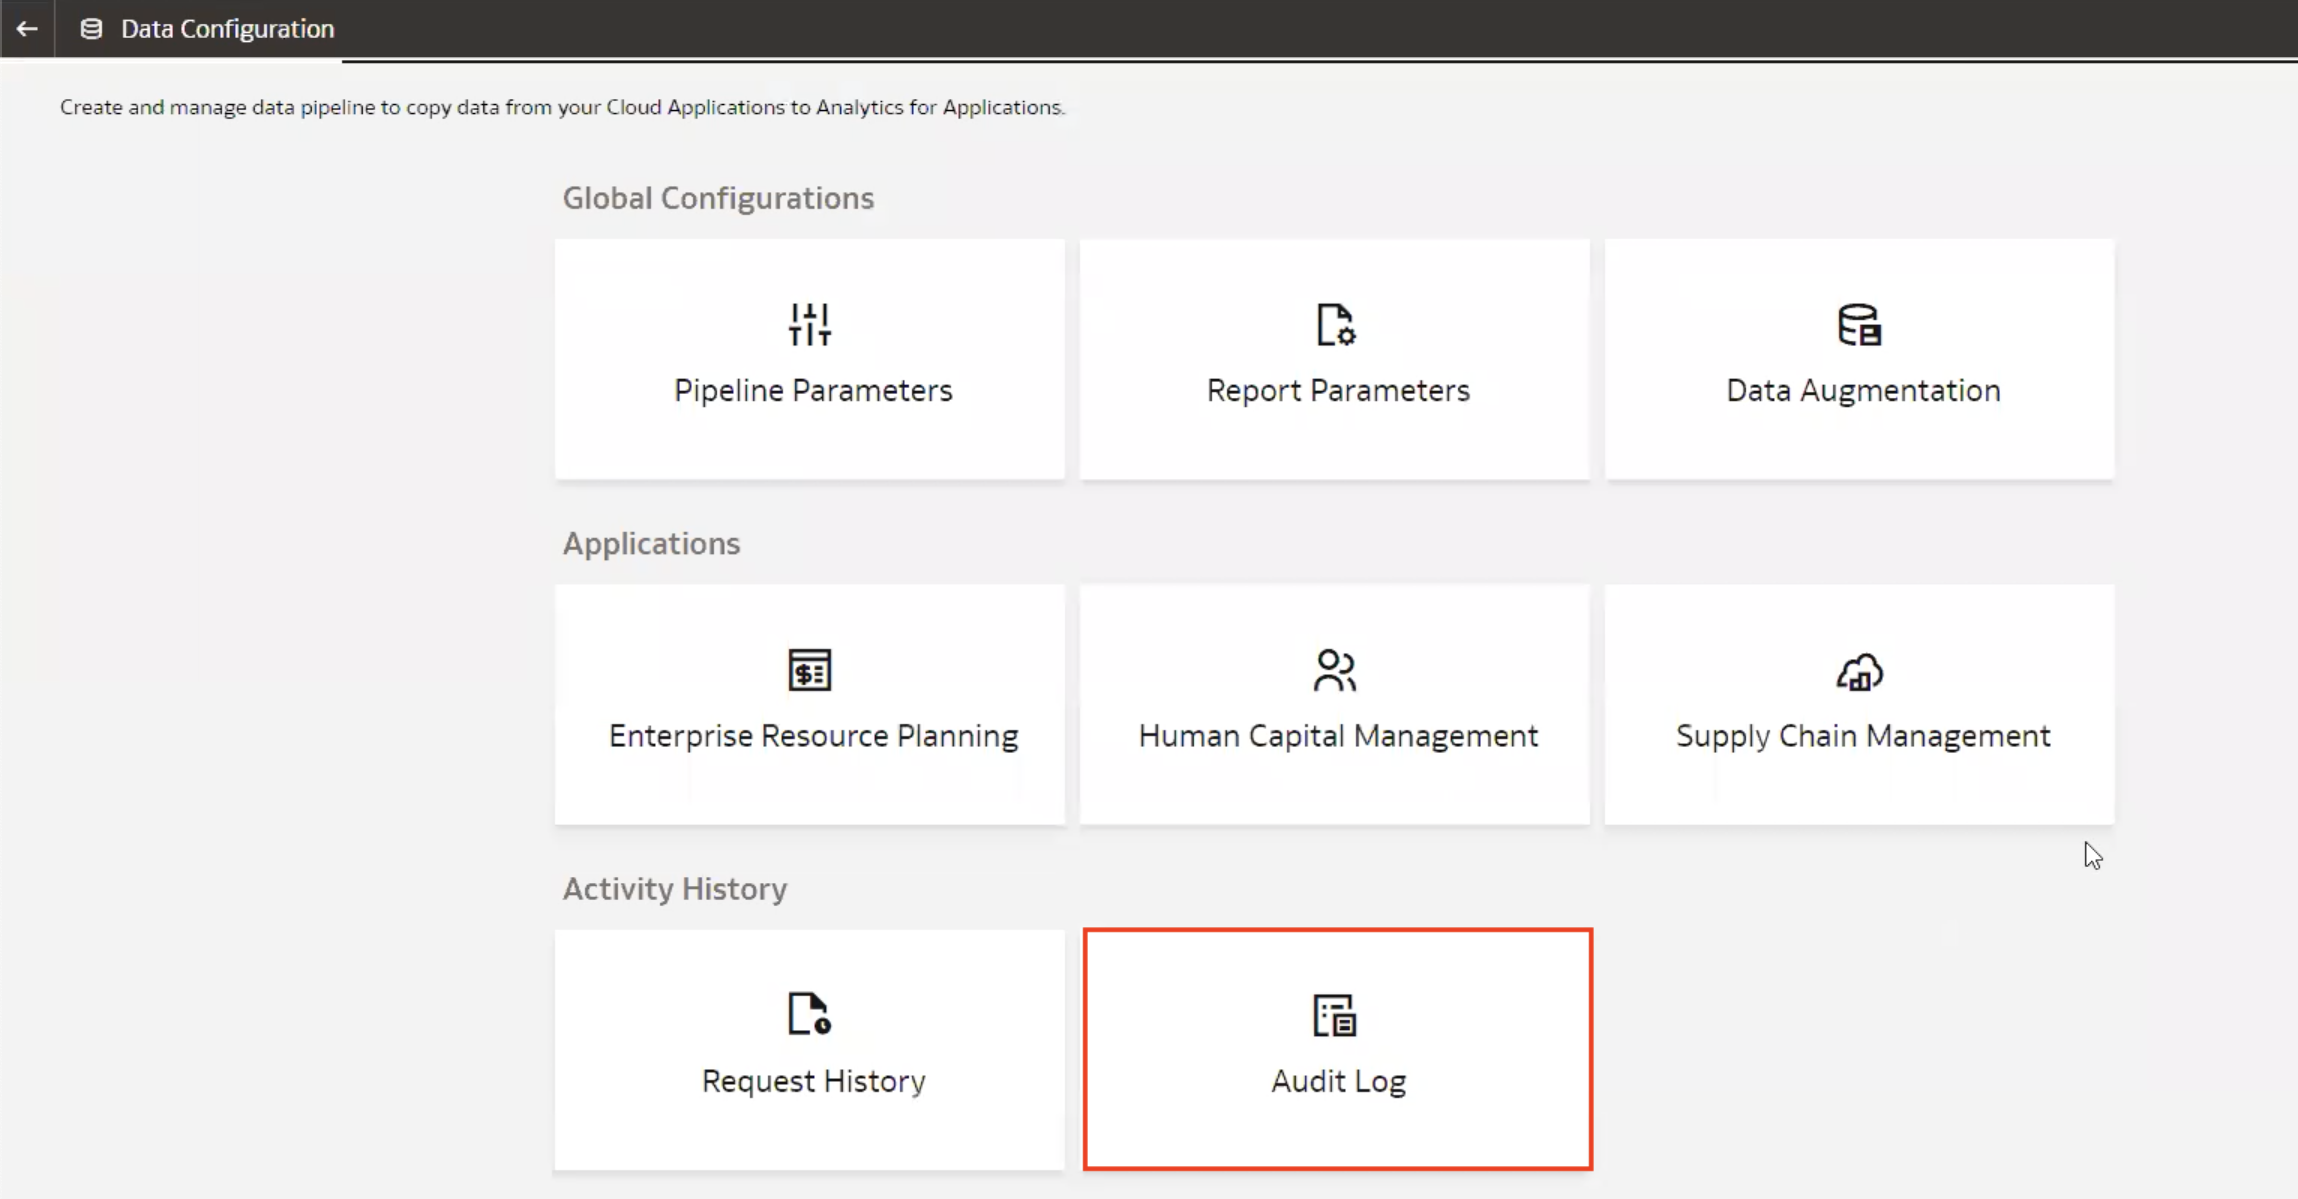 Data Configuration
Create and manage data pipeline to copy data from your Cloud Applications to Analytics for Applications.
Global Configurations
Pipeline Parameters
Report Parameters
Data Augmentation
Applications
Enterprise Resource Planning
Human Capital Management
Supply Chain Management
Activity History
Request History
Audit Log